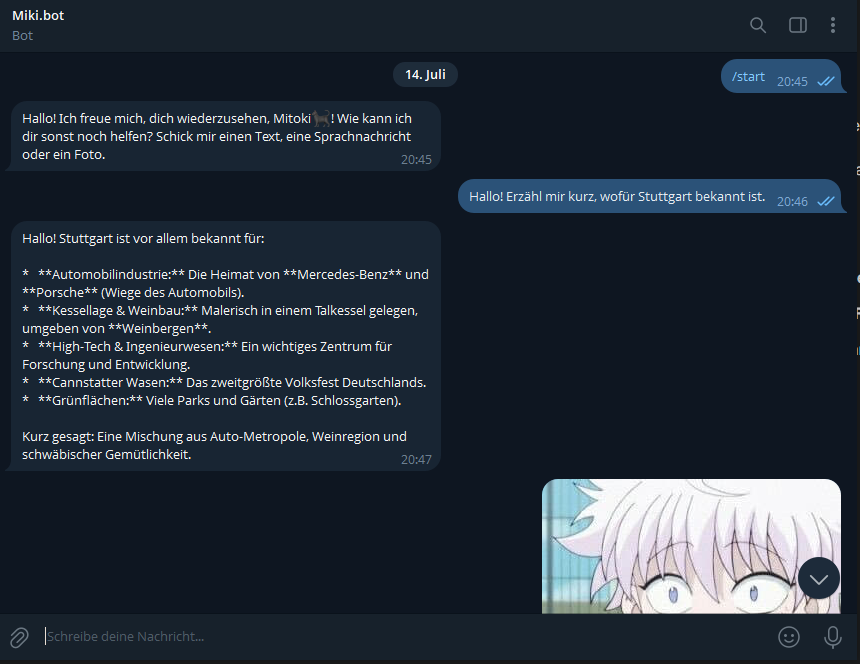 Miki.bot
Bot
14. Juli
/start 20:45
Hallo! Ich freue mich, dich wiederzusehen, Mitoki🐈‍⬛! Wie kann ich
dir sonst noch helfen? Schick mir einen Text, eine Sprachnachricht
oder ein Foto. 20:45
Hallo! Erzähl mir kurz, wofür Stuttgart bekannt ist. 20:46
Hallo! Stuttgart ist vor allem bekannt für:
*   **Automobilindustrie:** Die Heimat von **Mercedes-Benz** und
**Porsche** (Wiege des Automobils).
*   **Kessellage & Weinbau:** Malerisch in einem Talkessel gelegen,
umgeben von **Weinbergen**.
*   **High-Tech & Ingenieurwesen:** Ein wichtiges Zentrum für
Forschung und Entwicklung.
*   **Cannstatter Wasen:** Das zweitgrößte Volksfest Deutschlands.
*   **Grünflächen:** Viele Parks und Gärten (z.B. Schlossgarten).
Kurz gesagt: Eine Mischung aus Auto-Metropole, Weinregion und
schwäbischer Gemütlichkeit. 20:47
Schreibe deine Nachricht...